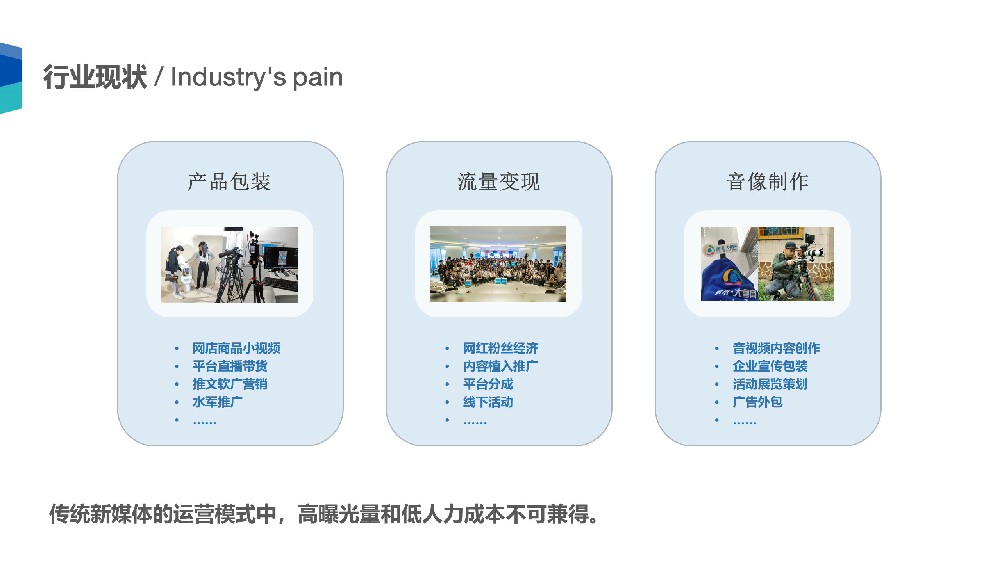 行业现状 / Industry's pain
产品包装
• 网店商品小视频
• 平台直播带货
• 推文软广营销
• 水军推广
• ......
流量变现
• 网红粉丝经济
• 内容植入推广
• 平台分成
• 线下活动
• ......
音像制作
• 音视频内容创作
• 企业宣传包装
• 活动展览策划
• 广告外包
• ......
传统新媒体的运营模式中，高曝光量和低人力成本不可兼得。